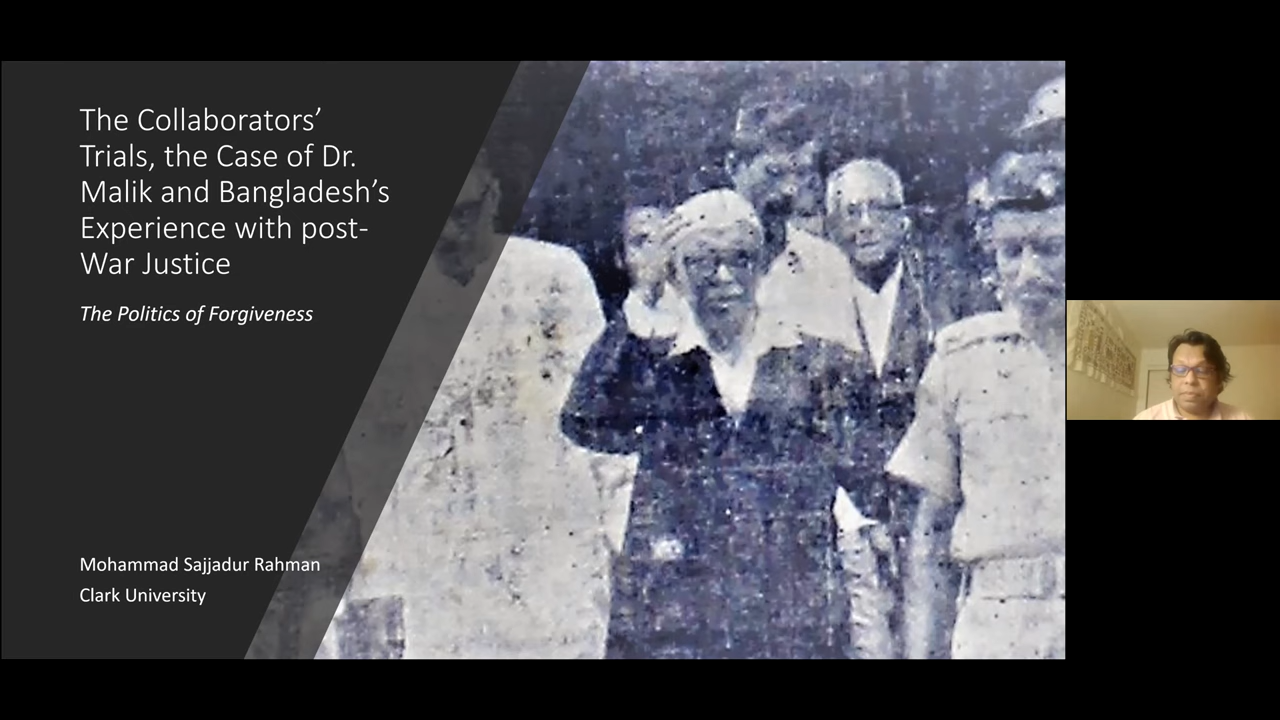 The Collaborators’
Trials, the Case of Dr.
Malik and Bangladesh’s
Experience with post-
War Justice
The Politics of Forgiveness
Mohammad Sajjadur Rahman
Clark University